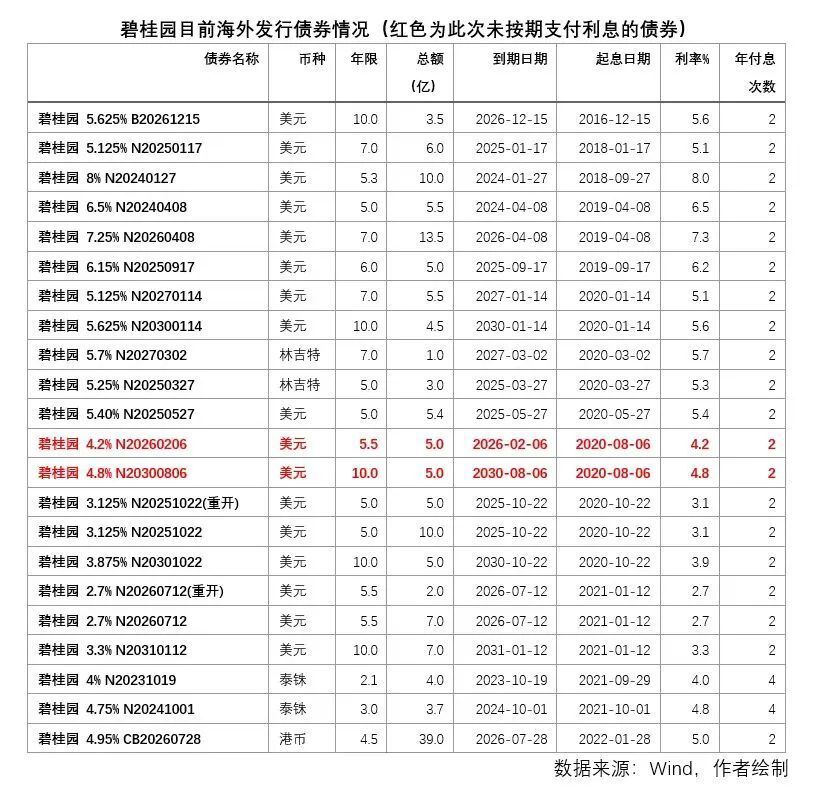 碧桂园目前海外发行债券情况（红色为此次未按期支付利息的债券）
债券名称 币种 年限 总额 到期日期 起息日期 利率% 年付息
(亿) 次数
碧桂园 5.625% B20261215 美元 10.0 3.5 2026-12-15 2016-12-15 5.6 2
碧桂园 5.125% N20250117 美元 7.0 6.0 2025-01-17 2018-01-17 5.1 2
碧桂园 8% N20240127 美元 5.3 10.0 2024-01-27 2018-09-27 8.0 2
碧桂园 6.5% N20240408 美元 5.0 5.5 2024-04-08 2019-04-08 6.5 2
碧桂园 7.25% N20260408 美元 7.0 13.5 2026-04-08 2019-04-08 7.3 2
碧桂园 6.15% N20250917 美元 6.0 5.0 2025-09-17 2019-09-17 6.2 2
碧桂园 5.125% N20270114 美元 7.0 5.5 2027-01-14 2020-01-14 5.1 2
碧桂园 5.625% N20300114 美元 10.0 4.5 2030-01-14 2020-01-14 5.6 2
碧桂园 5.7% N20270302 林吉特 7.0 1.0 2027-03-02 2020-03-02 5.7 2
碧桂园 5.25% N20250327 林吉特 5.0 3.0 2025-03-27 2020-03-27 5.3 2
碧桂园 5.40% N20250527 美元 5.0 5.4 2025-05-27 2020-05-27 5.4 2
碧桂园 4.2% N20260206 美元 5.5 5.0 2026-02-06 2020-08-06 4.2 2
碧桂园 4.8% N20300806 美元 10.0 5.0 2030-08-06 2020-08-06 4.8 2
碧桂园 3.125% N20251022(重开) 美元 5.0 5.0 2025-10-22 2020-10-22 3.1 2
碧桂园 3.125% N20251022 美元 5.0 10.0 2025-10-22 2020-10-22 3.1 2
碧桂园 3.875% N20301022 美元 10.0 5.0 2030-10-22 2020-10-22 3.9 2
碧桂园 2.7% N20260712(重开) 美元 5.5 2.0 2026-07-12 2021-01-12 2.7 2
碧桂园 2.7% N20260712 美元 5.5 7.0 2026-07-12 2021-01-12 2.7 2
碧桂园 3.3% N20310112 美元 10.0 7.0 2031-01-12 2021-01-12 3.3 2
碧桂园 4% N20231019 泰铢 2.1 4.0 2023-10-19 2021-09-29 4.0 4
碧桂园 4.75% N20241001 泰铢 3.0 3.7 2024-10-01 2021-10-01 4.8 4
碧桂园 4.95% CB20260728 港币 4.5 39.0 2026-07-28 2022-01-28 5.0 2
数据来源：Wind，作者绘制